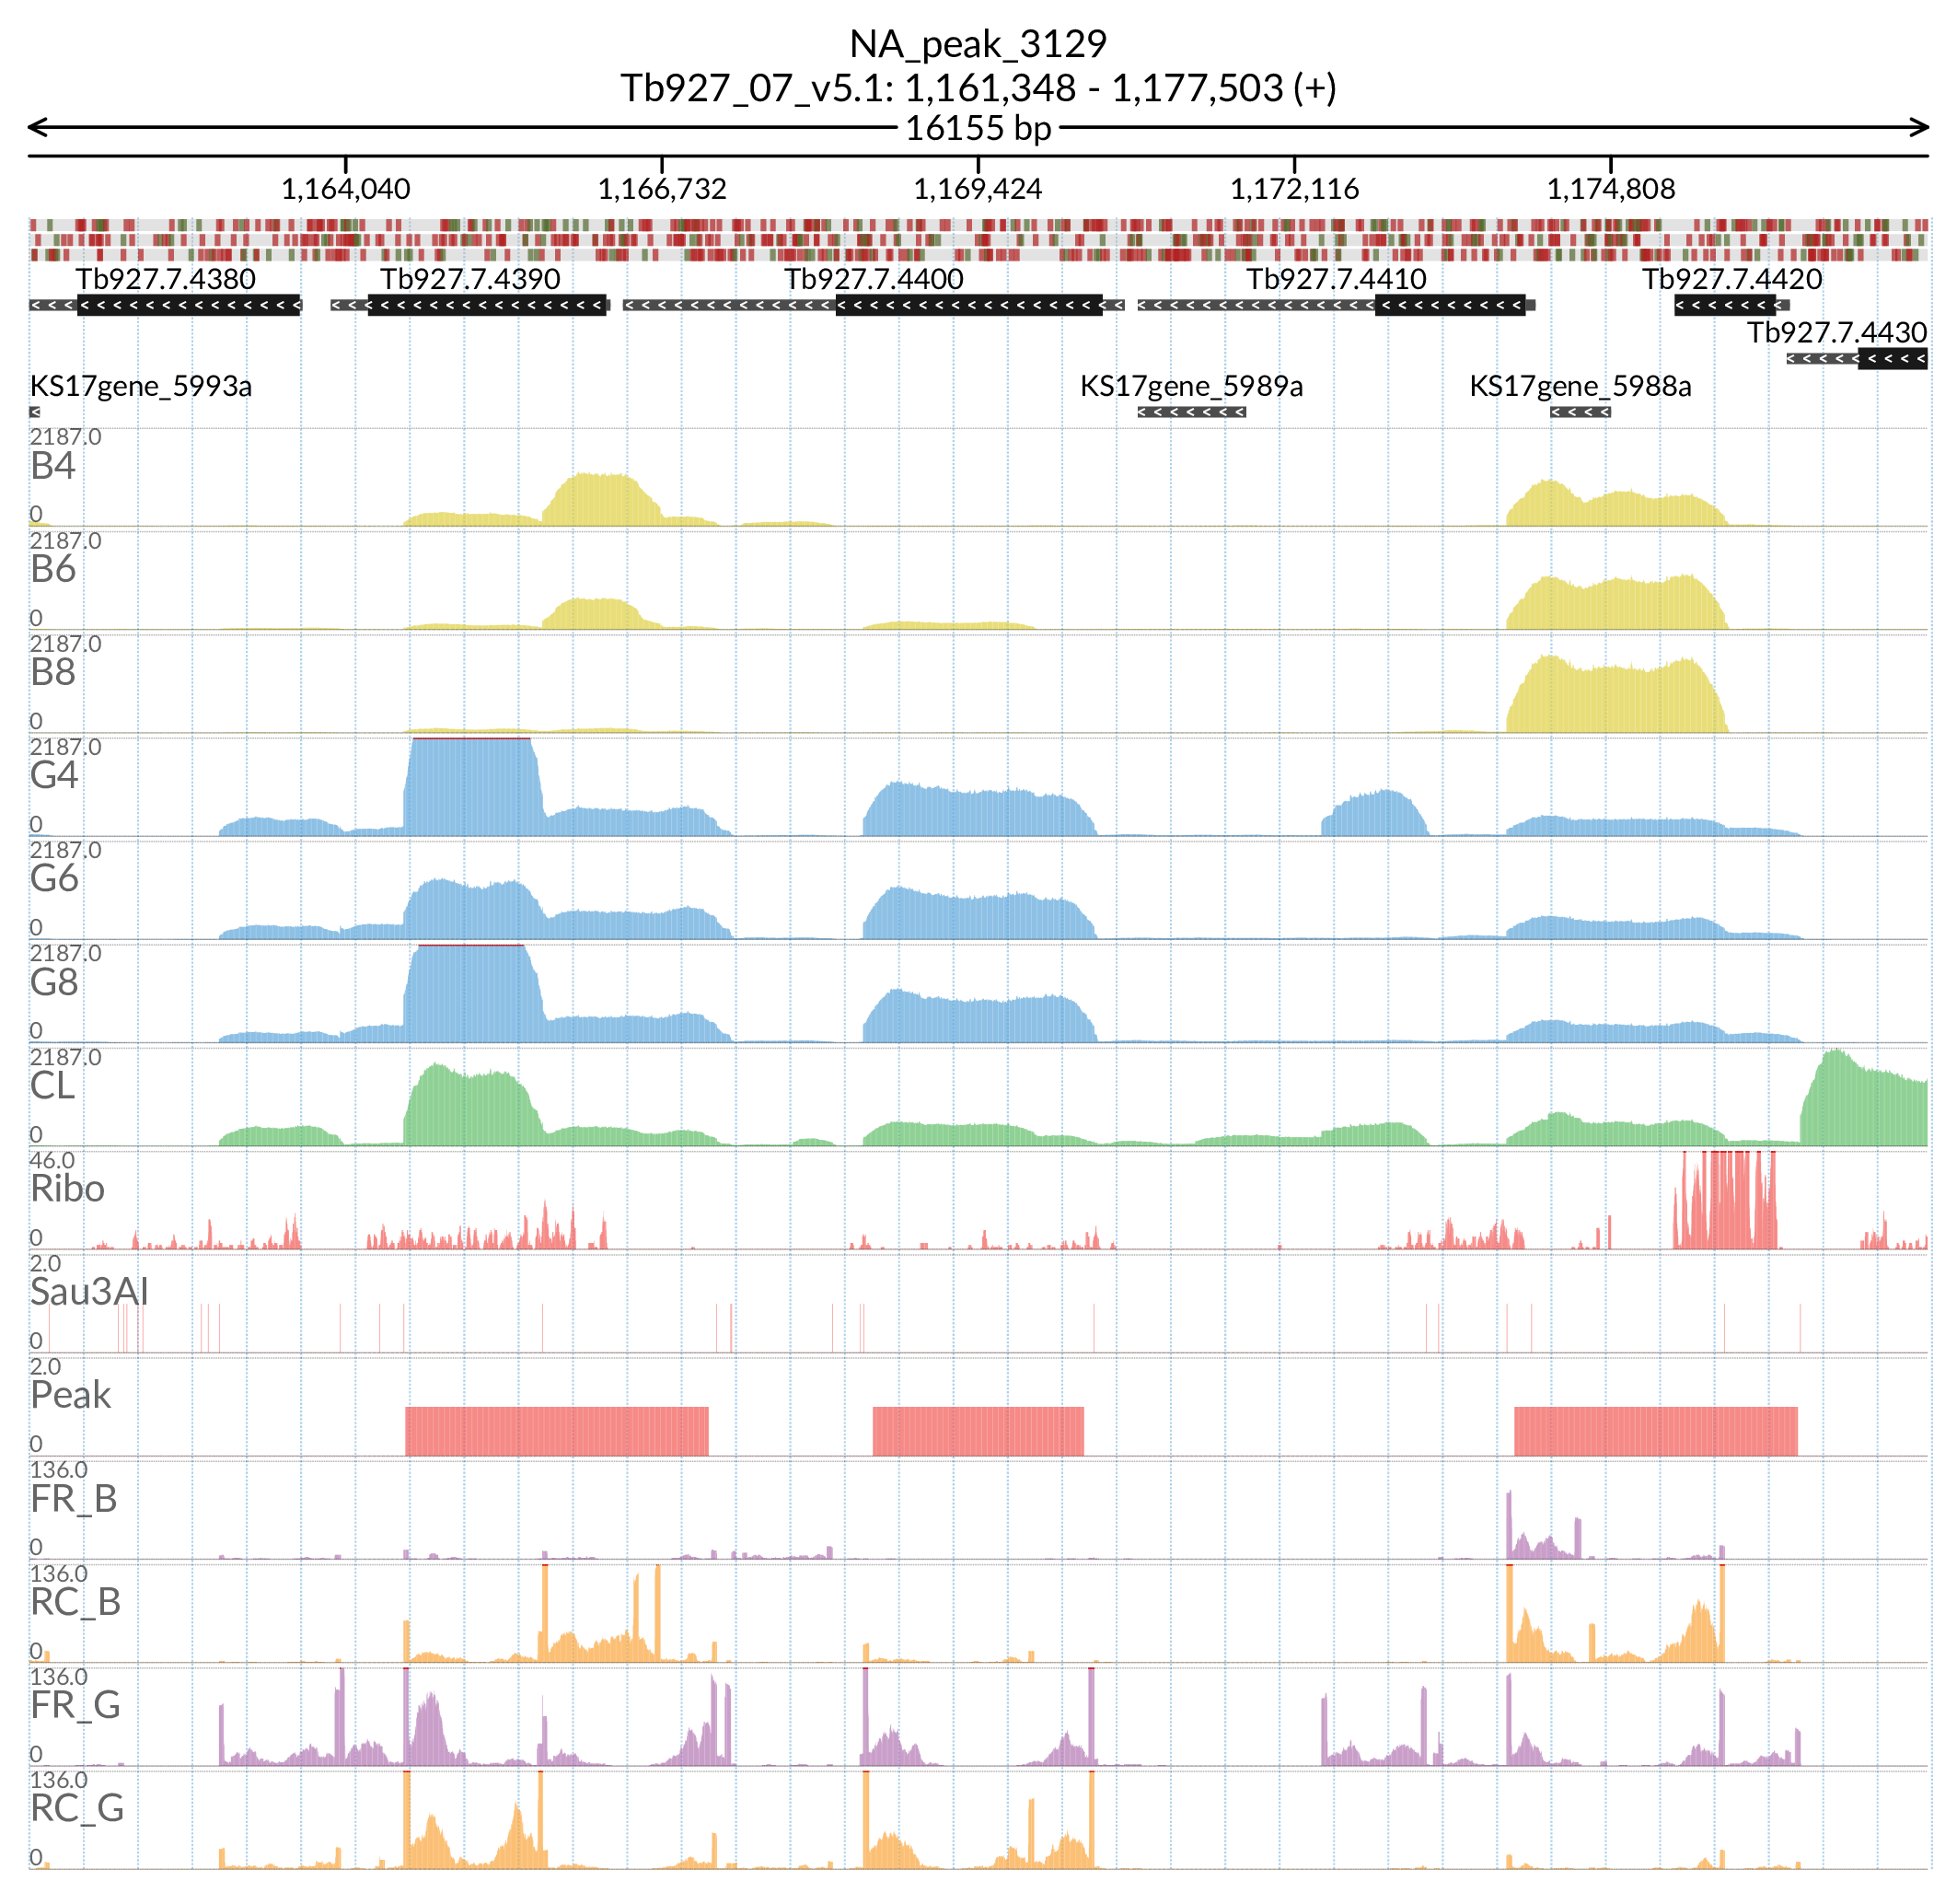 NA_peak_3129
Tb927_07_v5.1: 1,161,348 - 1,177,503 (+)
16155 bp
1,164,040 1,166,732 1,169,424 1,172,116 1,174,808
Tb927.7.4380 Tb927.7.4390 Tb927.7.4400 Tb927.7.4410 Tb927.7.4420
Tb927.7.4430
KS17gene_5993a KS17gene_5989a KS17gene_5988a
2187.0
B4
0
2187.0
B6
0
2187.0
B8
0
2187.0
G4
0
2187.0
G6
0
2187.0
G8
0
2187.0
CL
0
46.0
Ribo
0
2.0
Sau3AI
0
2.0
Peak
0
136.0
FR_B
0
136.0
RC_B
0
136.0
FR_G
0
136.0
RC_G
0